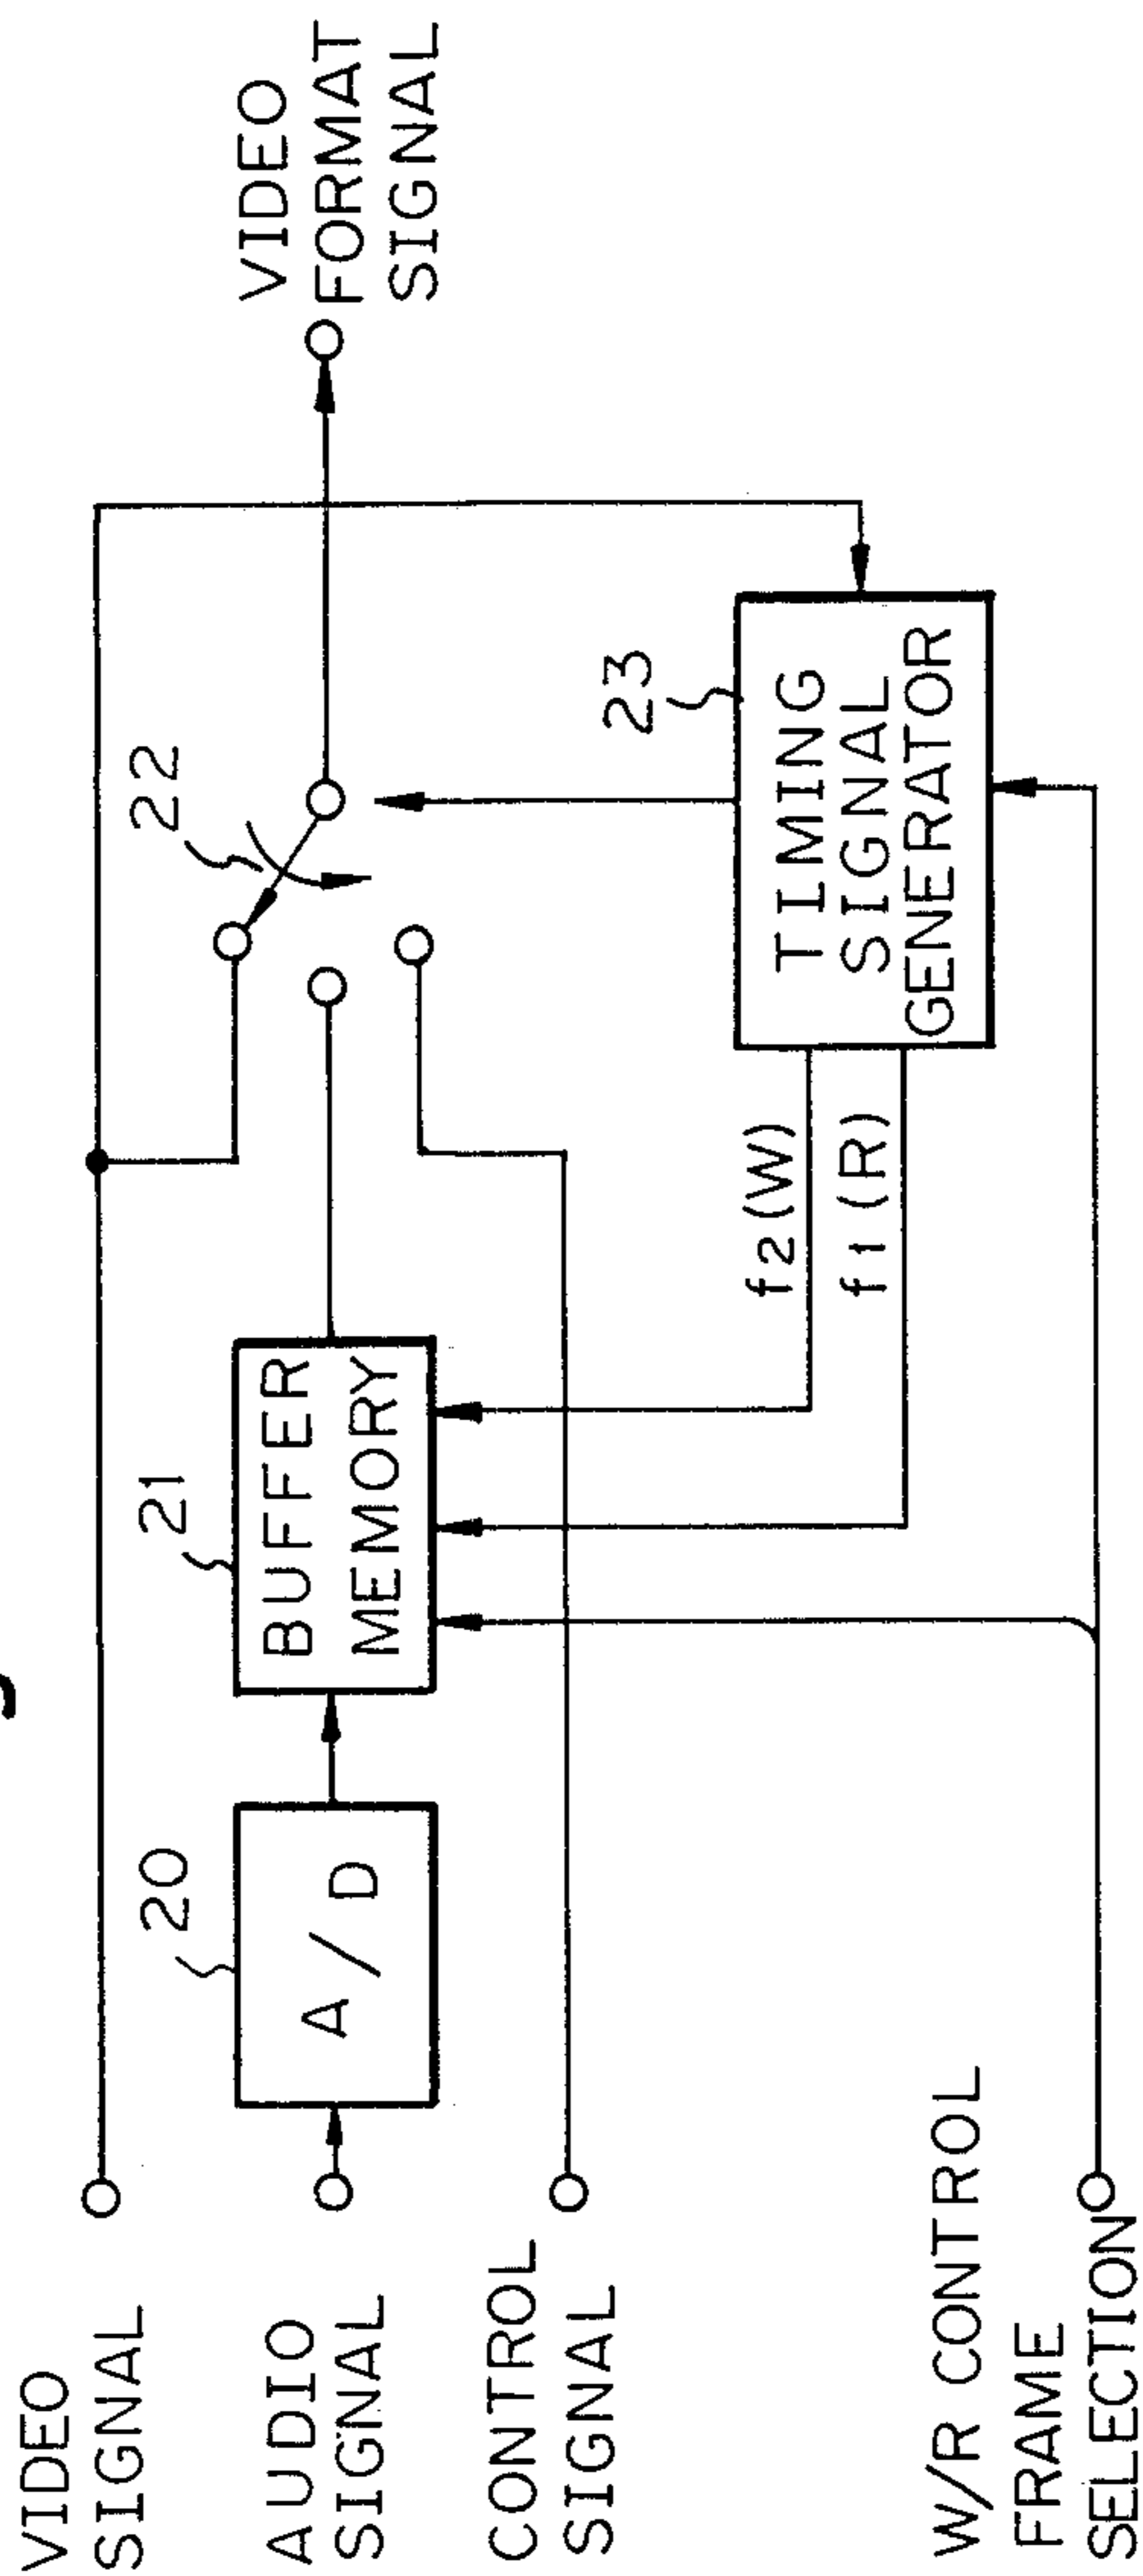 VIDEO
SIGNAL
AUDIO
SIGNAL
CONTROL
SIGNAL
W/R CONTROL
FRAME
SELECTION
20
A/D
21
BUFFER
MEMORY
22
f2(W)
f1(R)
23
TIMING
SIGNAL
GENERATOR
VIDEO
FORMAT
SIGNAL